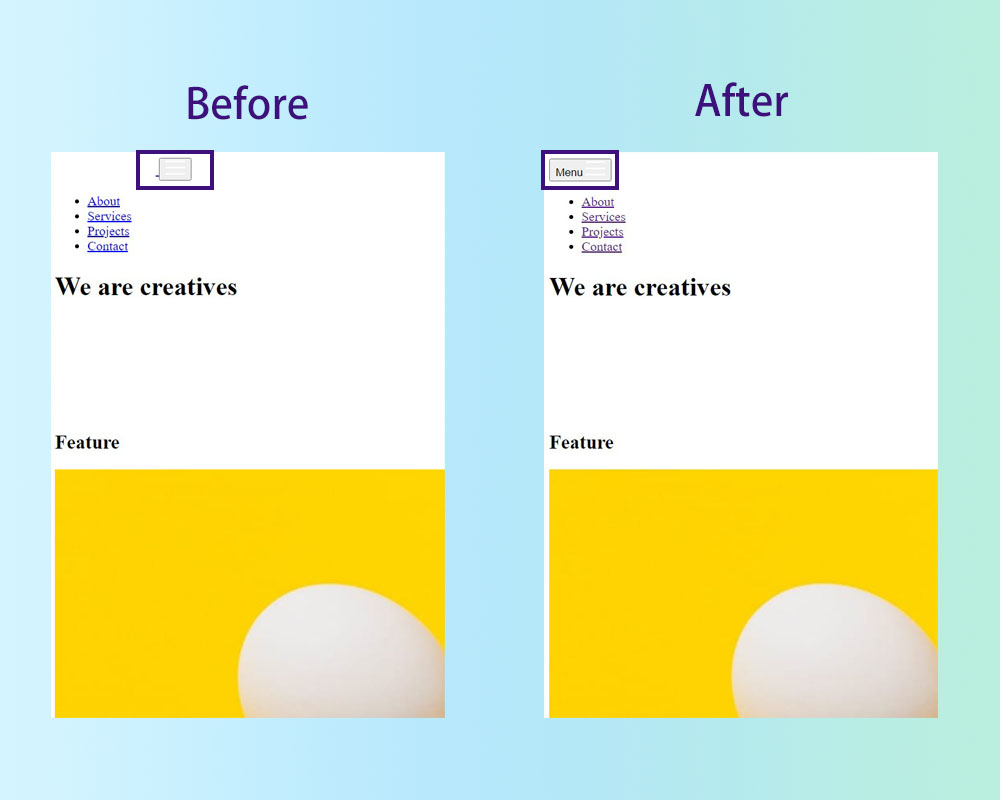 Before
About
Services
Projects
Contact
We are creatives
Feature
After
Menu
About
Services
Projects
Contact
We are creatives
Feature